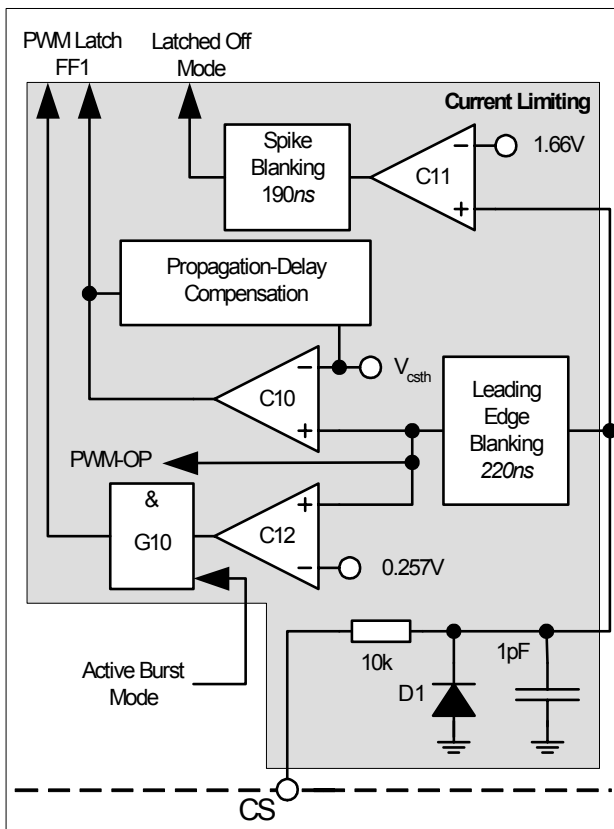 PWM Latch
FF1
Latched Off
Mode
Current Limiting
Spike
Blanking
190ns
C11
1.66V
Propagation-Delay
Compensation
C10
Vcsth
Leading
Edge
Blanking
220ns
PWM-OP
&
G10
C12
0.257V
Active Burst
Mode
10k
D1
1pF
CS